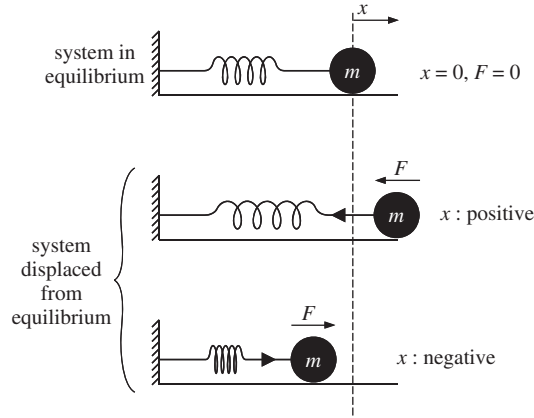 x
system in
equilibrium
m
x = 0, F = 0
F
m
x : positive
system
displaced
from
equilibrium
F
m
x : negative